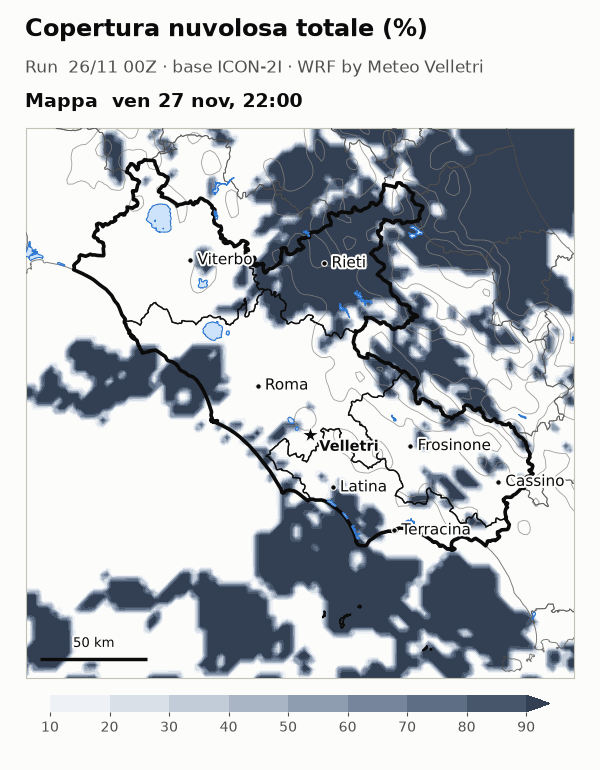 Copertura nuvolosa totale (%)
Run  26/11 00Z · base ICON-2I · WRF by Meteo Velletri
Mappa  ven 27 nov, 22:00
Viterbo
Rieti
Roma
Velletri
Frosinone
Latina
Cassino
Terracina
50 km
10 20 30 40 50 60 70 80 90